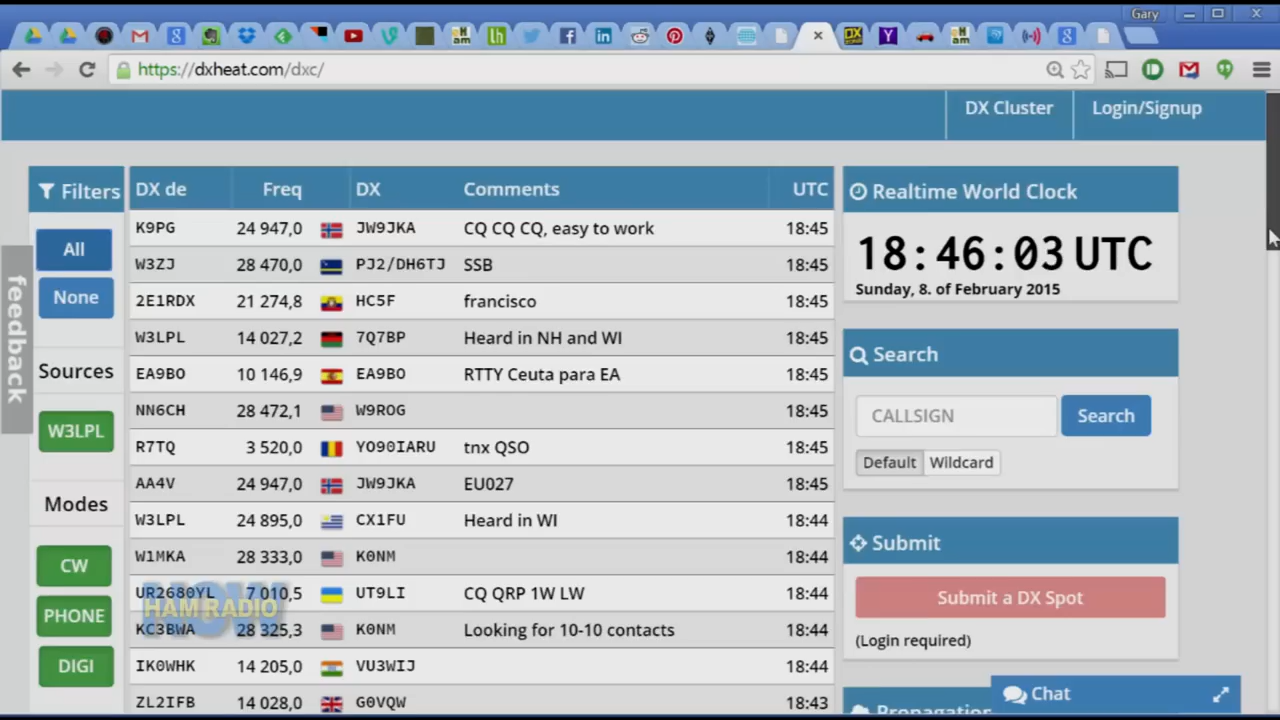 Gary
https://dxheat.com/dxc/
DX Cluster
Login/Signup
Filters
DX de Freq DX Comments UTC
K9PG 24 947,0 JW9JKA CQ CQ CQ, easy to work 18:45
W3ZJ 28 470,0 PJ2/DH6TJ SSB 18:45
2E1RDX 21 274,8 HC5F francisco 18:45
W3LPL 14 027,2 7Q7BP Heard in NH and WI 18:45
EA9BO 10 146,9 EA9BO RTTY Ceuta para EA 18:45
NN6CH 28 472,1 W9ROG 18:45
R7TQ 3 520,0 YO90IARU tnx QSO 18:45
AA4V 24 947,0 JW9JKA EU027 18:45
W3LPL 24 895,0 CX1FU Heard in WI 18:44
W1MKA 28 333,0 K0NM 18:44
UR2680YL 7 010,5 UT9LI CQ QRP 1W LW 18:44
KC3BWA 28 325,3 K0NM Looking for 10-10 contacts 18:44
IK0WHK 14 205,0 VU3WIJ 18:44
ZL2IFB 14 028,0 G0VQW 18:43
All
None
Sources
W3LPL
Modes
CW
PHONE
DIGI
feedback
HAM RADIO
NOW
Realtime World Clock
18:46:03 UTC
Sunday, 8. of February 2015
Search
CALLSIGN
Search
Default
Wildcard
Submit
Submit a DX Spot
(Login required)
Propagation
Chat